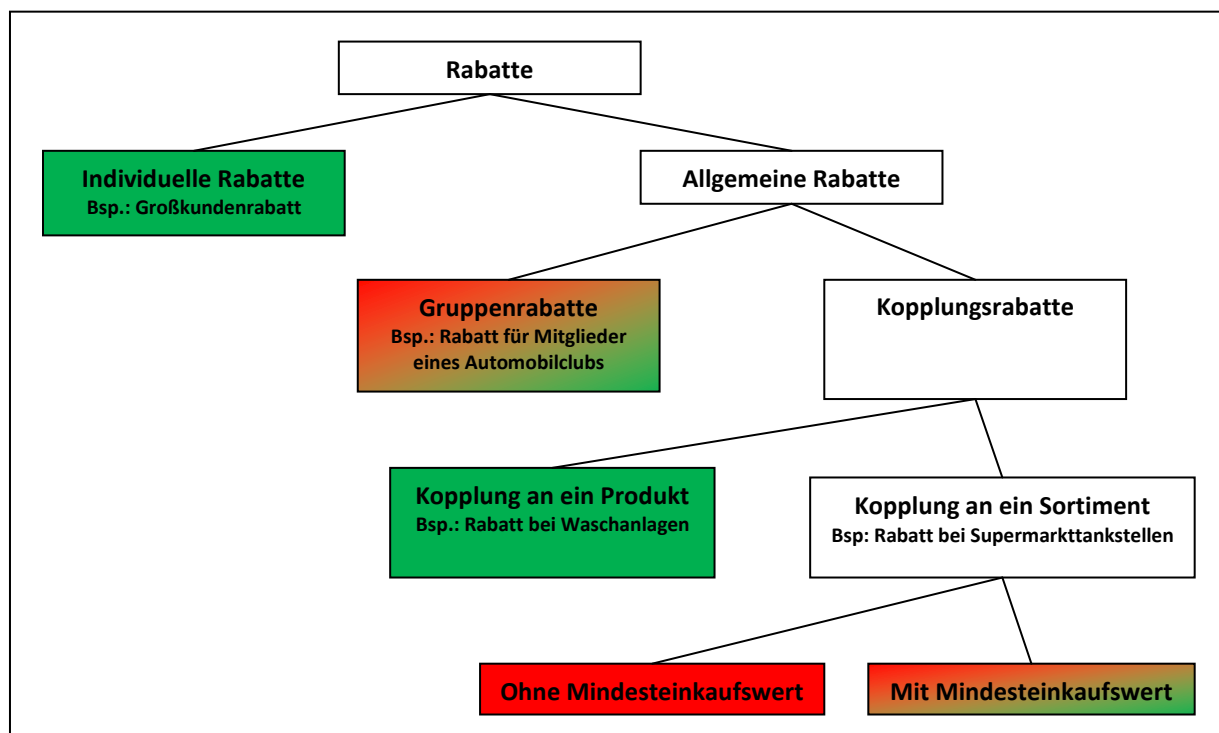 Rabatte
Individuelle Rabatte
Bsp.: Großkundenrabatt
Allgemeine Rabatte
Gruppenrabatte
Bsp.: Rabatt für Mitglieder
eines Automobilclubs
Kopplungsrabatte
Kopplung an ein Produkt
Bsp.: Rabatt bei Waschanlagen
Kopplung an ein Sortiment
Bsp: Rabatt bei Supermarkttankstellen
Ohne Mindesteinkaufswert
Mit Mindesteinkaufswert